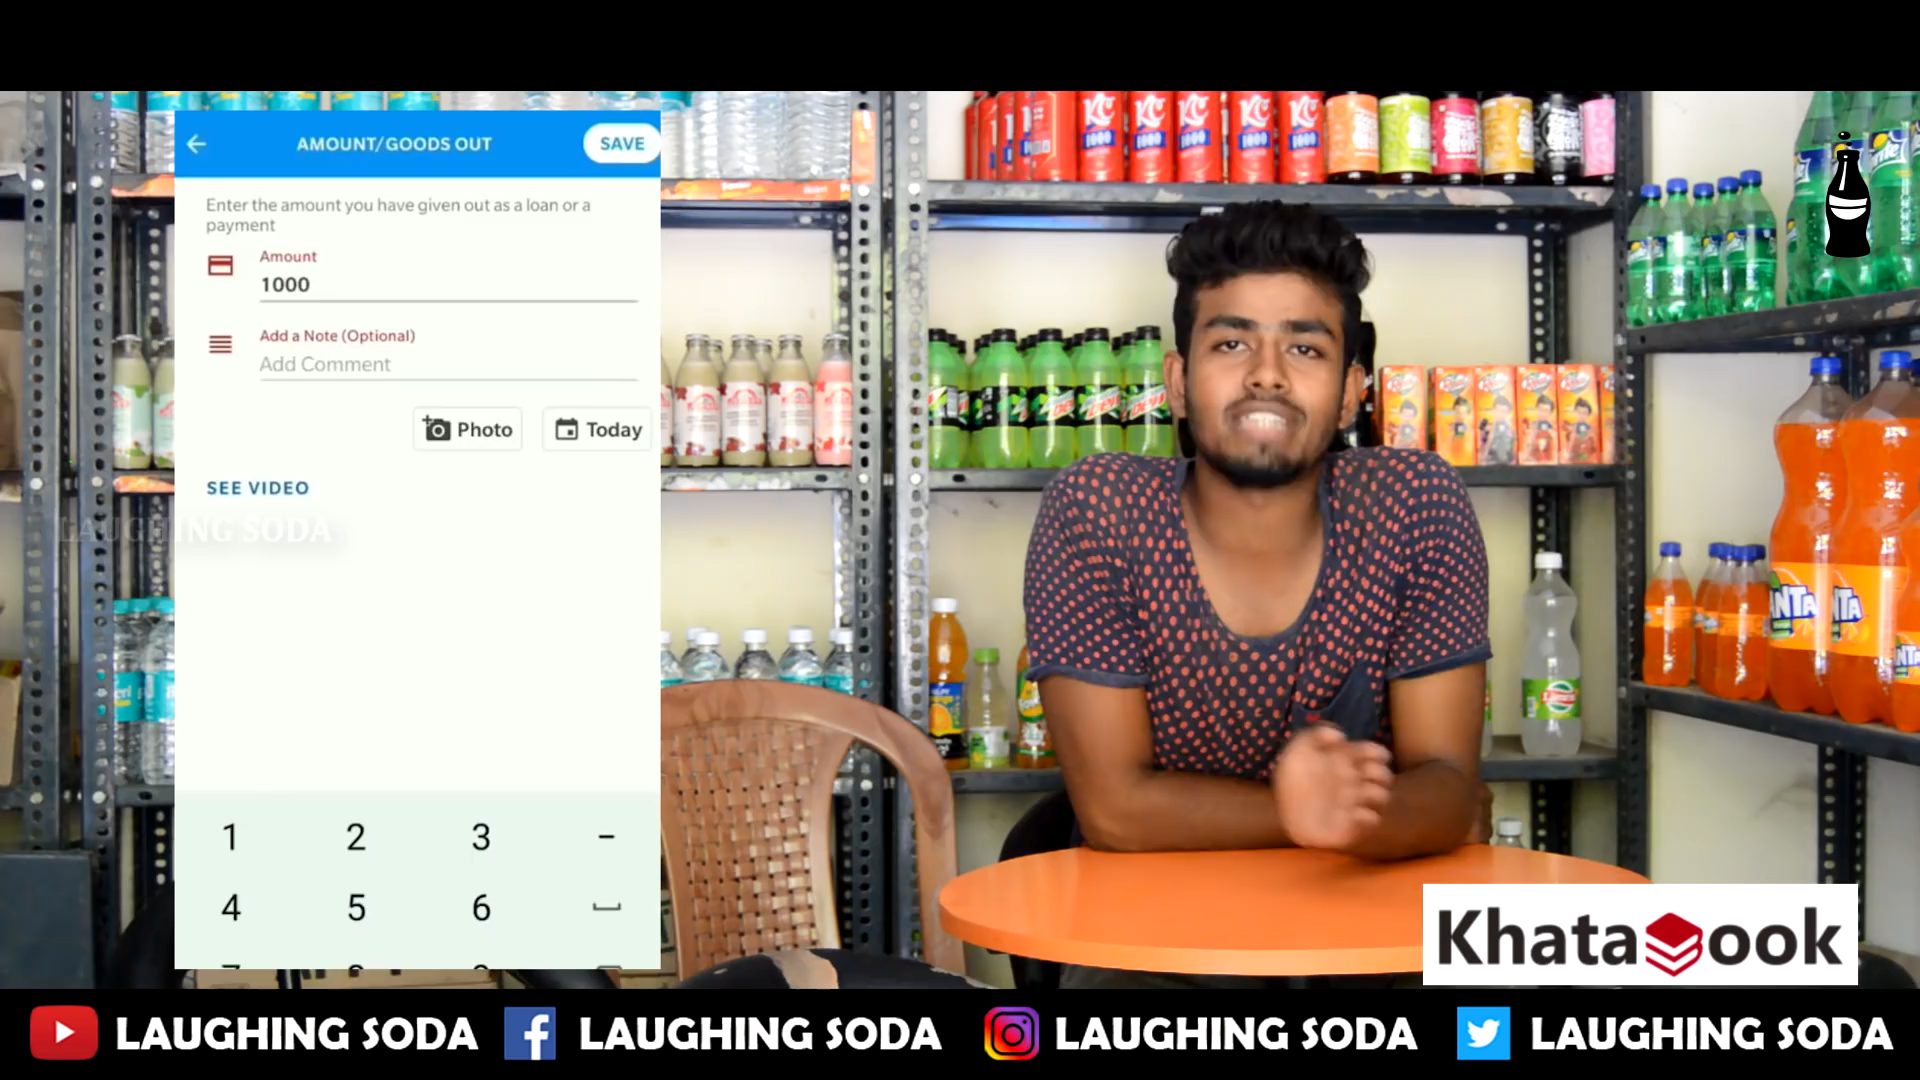 AMOUNT/GOODS OUT
SAVE
Enter the amount you have given out as a loan or a
payment
Amount
1000
Add a Note (Optional)
Add Comment
Photo
Today
SEE VIDEO
LAUGHING SODA
1 2 3 -
4 5 6
KhataBook
LAUGHING SODA LAUGHING SODA LAUGHING SODA LAUGHING SODA